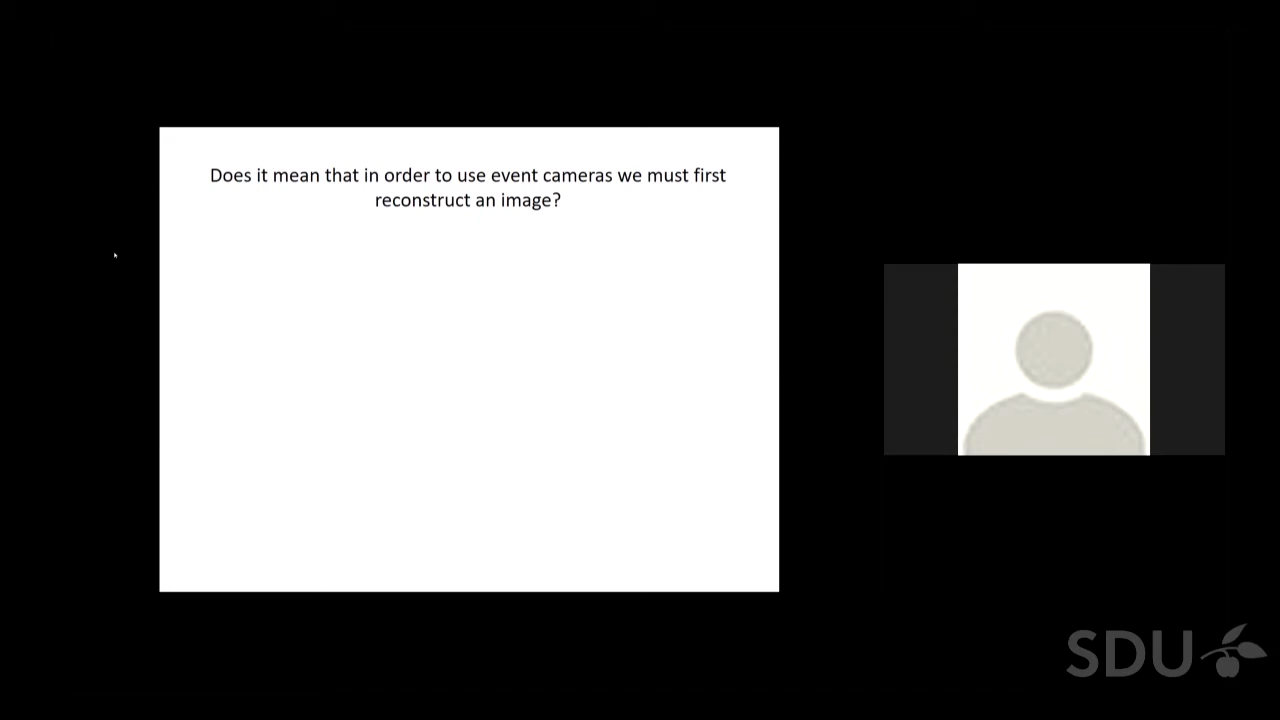 Does it mean that in order to use event cameras we must first
reconstruct an image?
SDU